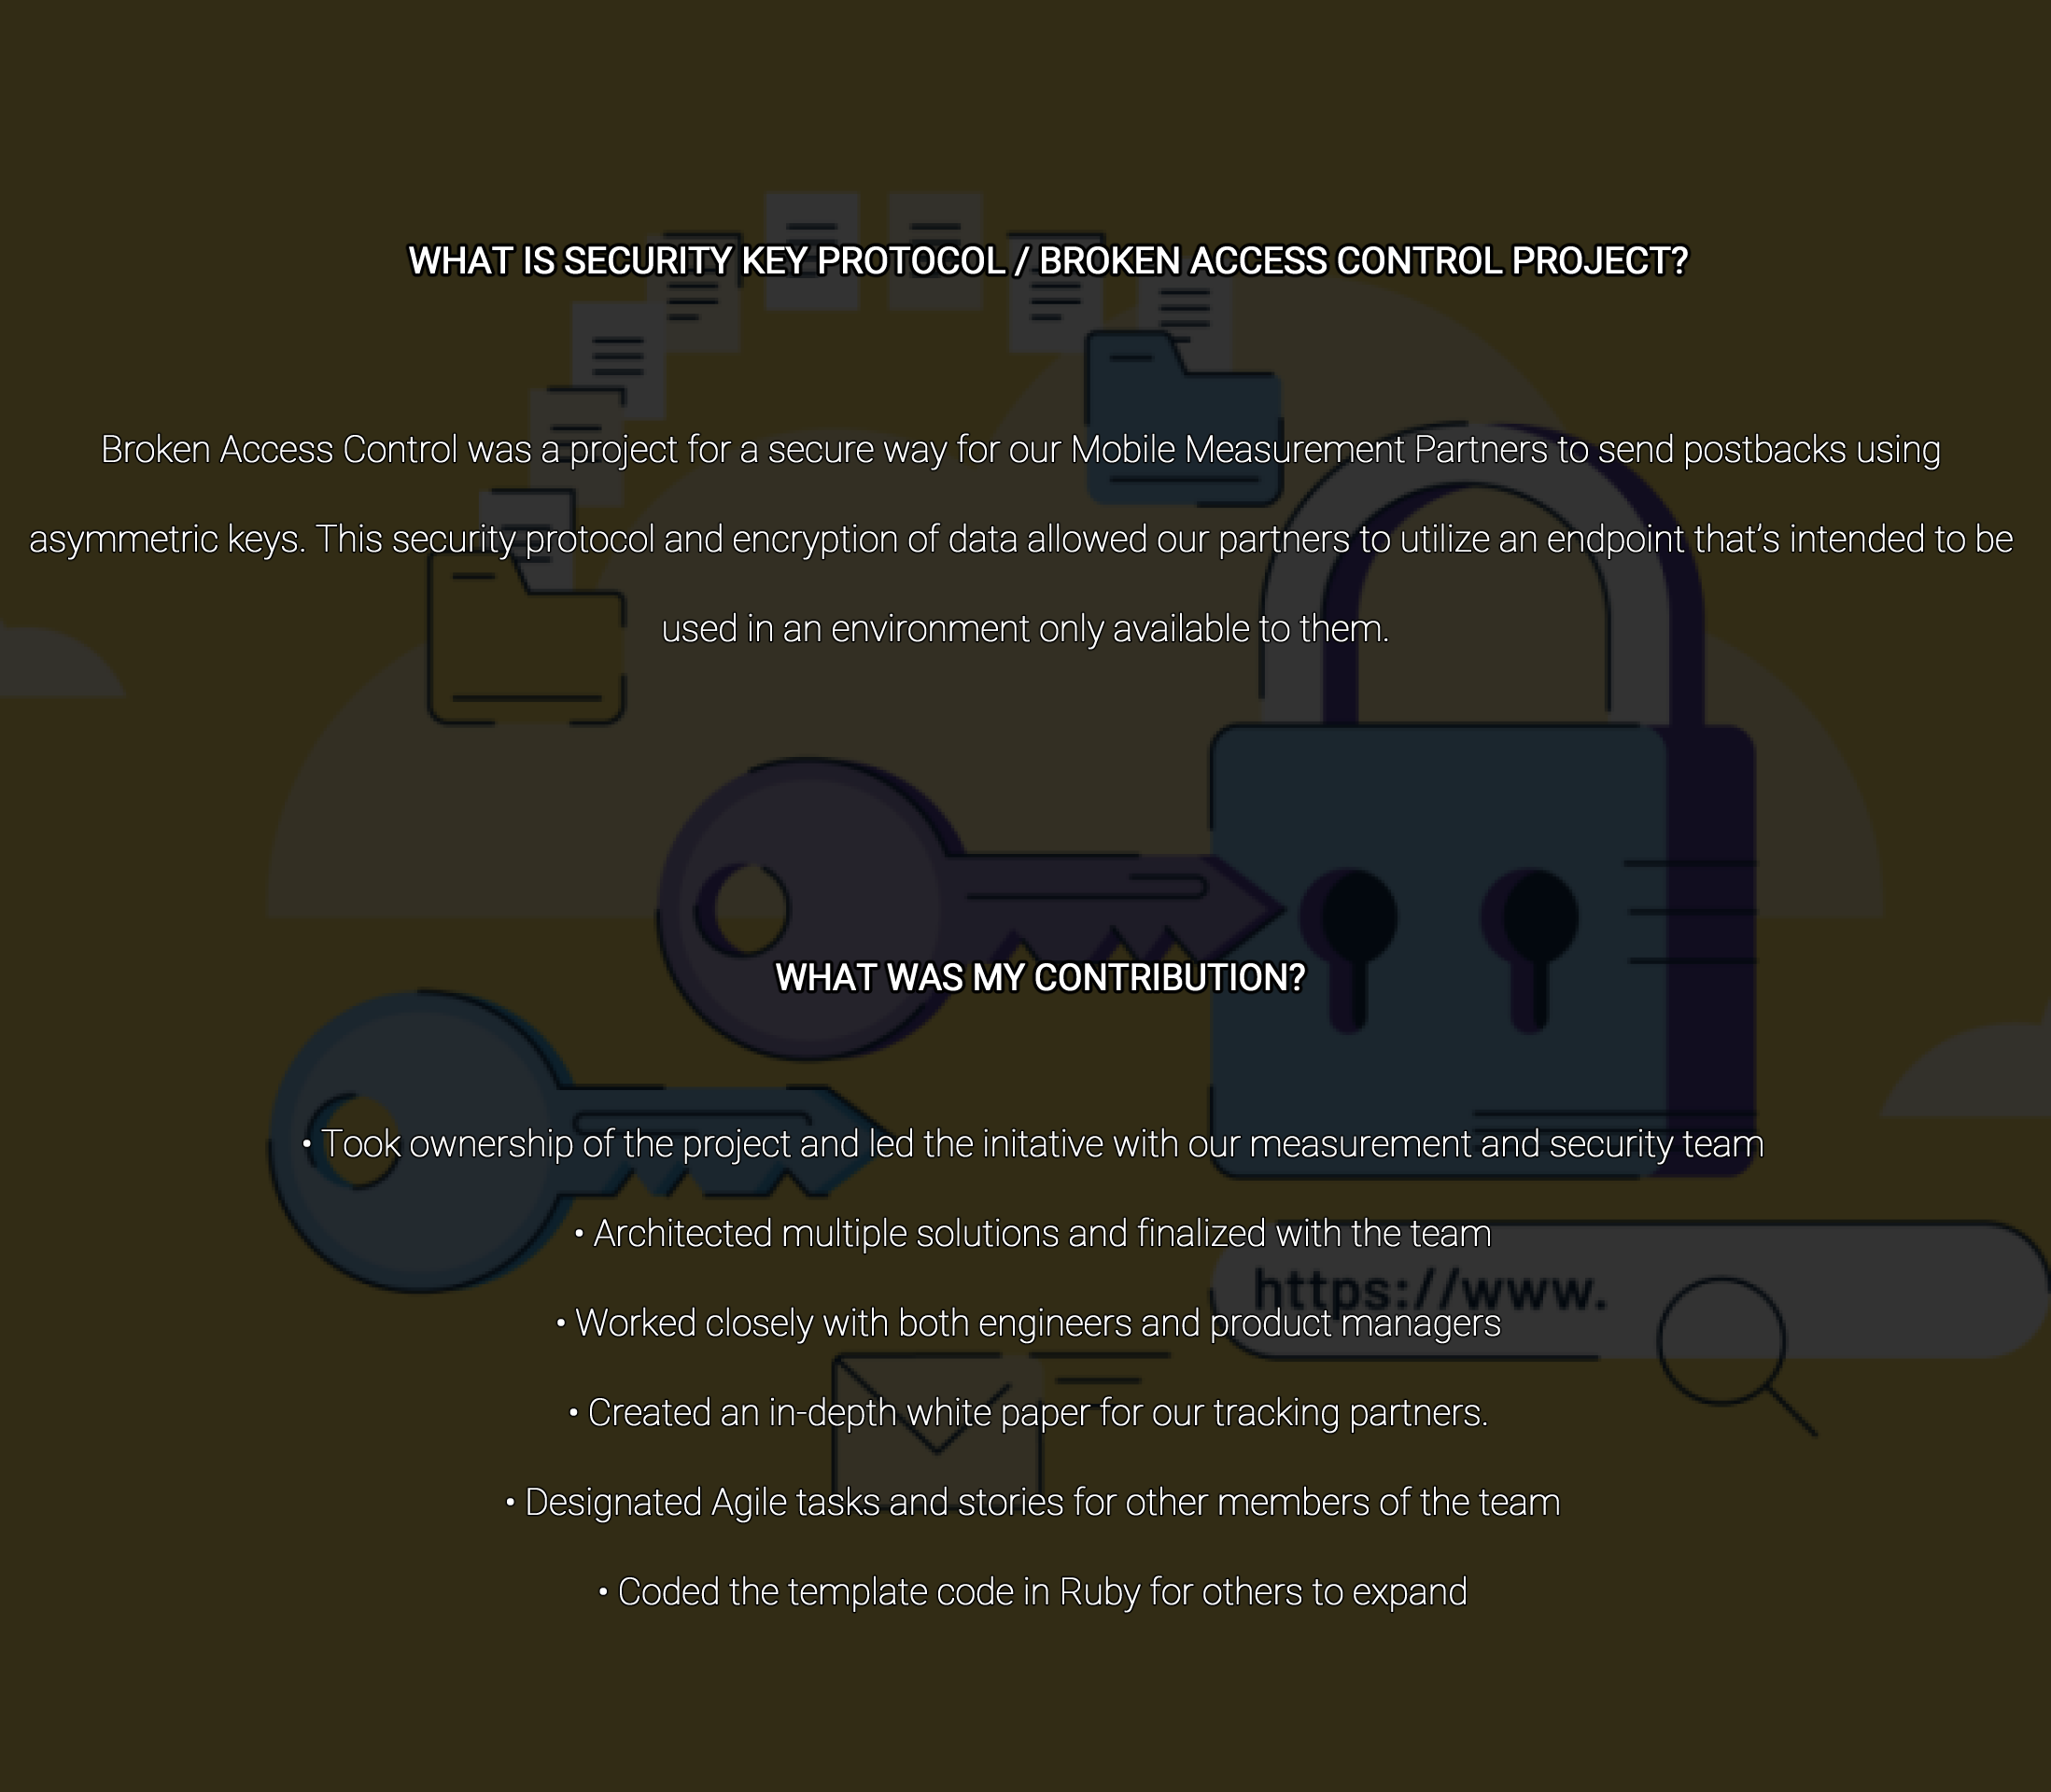 WHAT IS SECURITY KEY PROTOCOL / BROKEN ACCESS CONTROL PROJECT?
Broken Access Control was a project for a secure way for our Mobile Measurement Partners to send postbacks using
asymmetric keys. This security protocol and encryption of data allowed our partners to utilize an endpoint that’s intended to be
used in an environment only available to them.
WHAT WAS MY CONTRIBUTION?
• Took ownership of the project and led the initative with our measurement and security team
• Architected multiple solutions and finalized with the team
https://www.
• Worked closely with both engineers and product managers
• Created an in-depth white paper for our tracking partners.
• Designated Agile tasks and stories for other members of the team
• Coded the template code in Ruby for others to expand